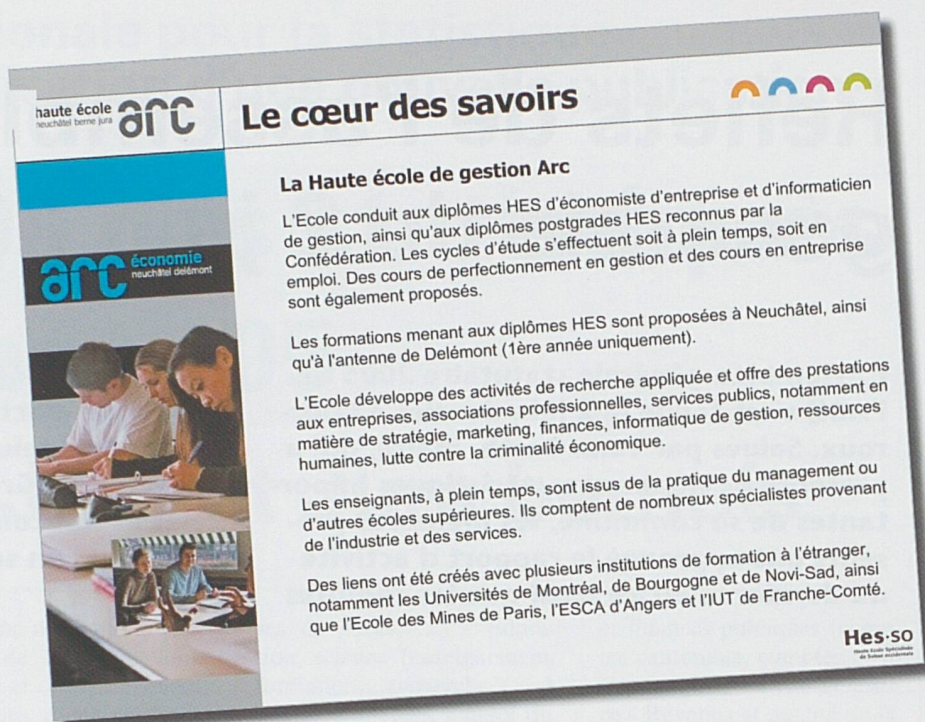 haute école arc
neuchâtel berne jura
Le cœur des savoirs
arc économie
neuchâtel delémont
La Haute école de gestion Arc
L'Ecole conduit aux diplômes HES d'économiste d'entreprise et d'informaticien
de gestion, ainsi qu'aux diplômes postgrades HES reconnus par la
Confédération. Les cycles d'étude s'effectuent soit à plein temps, soit en
emploi. Des cours de perfectionnement en gestion et des cours en entreprise
sont également proposés.
Les formations menant aux diplômes HES sont proposées à Neuchâtel, ainsi
qu'à l'antenne de Delémont (1ère année uniquement).
L'Ecole développe des activités de recherche appliquée et offre des prestations
aux entreprises, associations professionnelles, services publics, notamment en
matière de stratégie, marketing, finances, informatique de gestion, ressources
humaines, lutte contre la criminalité économique.
Les enseignants, à plein temps, sont issus de la pratique du management ou
d'autres écoles supérieures. Ils comptent de nombreux spécialistes provenant
de l'industrie et des services.
Des liens ont été créés avec plusieurs institutions de formation à l'étranger,
notamment les Universités de Montréal, de Bourgogne et de Novi-Sad, ainsi
que l'Ecole des Mines de Paris, l'ESCA d'Angers et l'IUT de Franche-Comté.
Hes·so
Haute Ecole Spécialisée
de Suisse occidentale